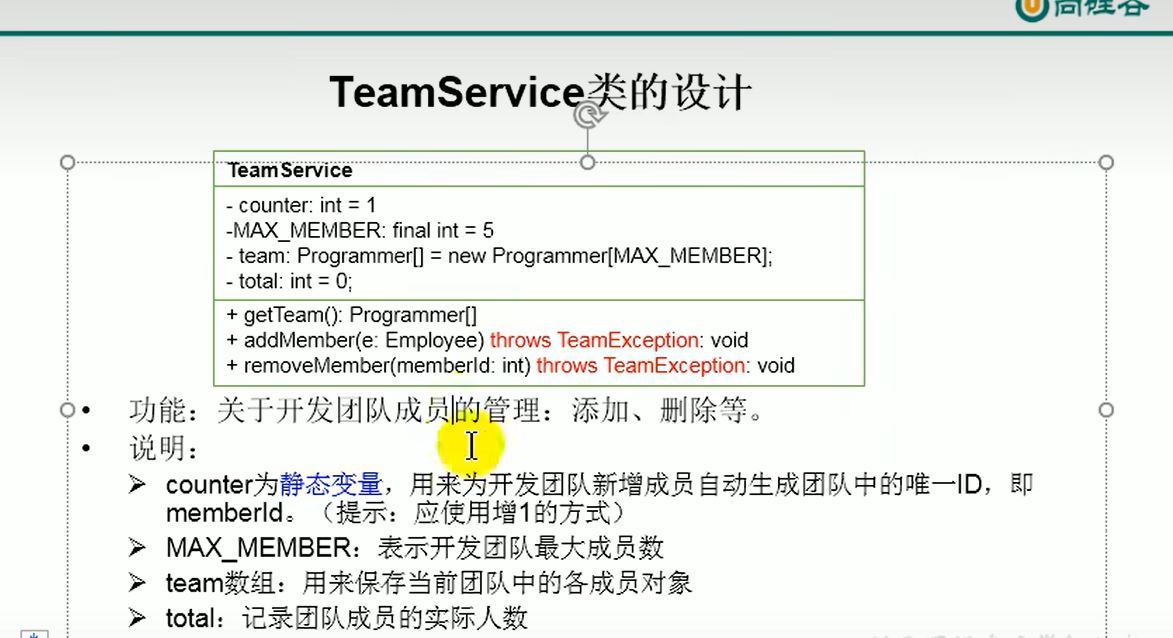 尚硅谷
TeamService类的设计
TeamService
- counter: int = 1
-MAX_MEMBER: final int = 5
- team: Programmer[] = new Programmer[MAX_MEMBER];
- total: int = 0;
+ getTeam(): Programmer[]
+ addMember(e: Employee) throws TeamException: void
+ removeMember(memberId: int) throws TeamException: void
• 功能：关于开发团队成员的管理：添加、删除等。
• 说明：
➢ counter为静态变量，用来为开发团队新增成员自动生成团队中的唯一ID，即
memberId。（提示：应使用增1的方式）
➢ MAX_MEMBER：表示开发团队最大成员数
➢ team数组：用来保存当前团队中的各成员对象
➢ total：记录团队成员的实际人数